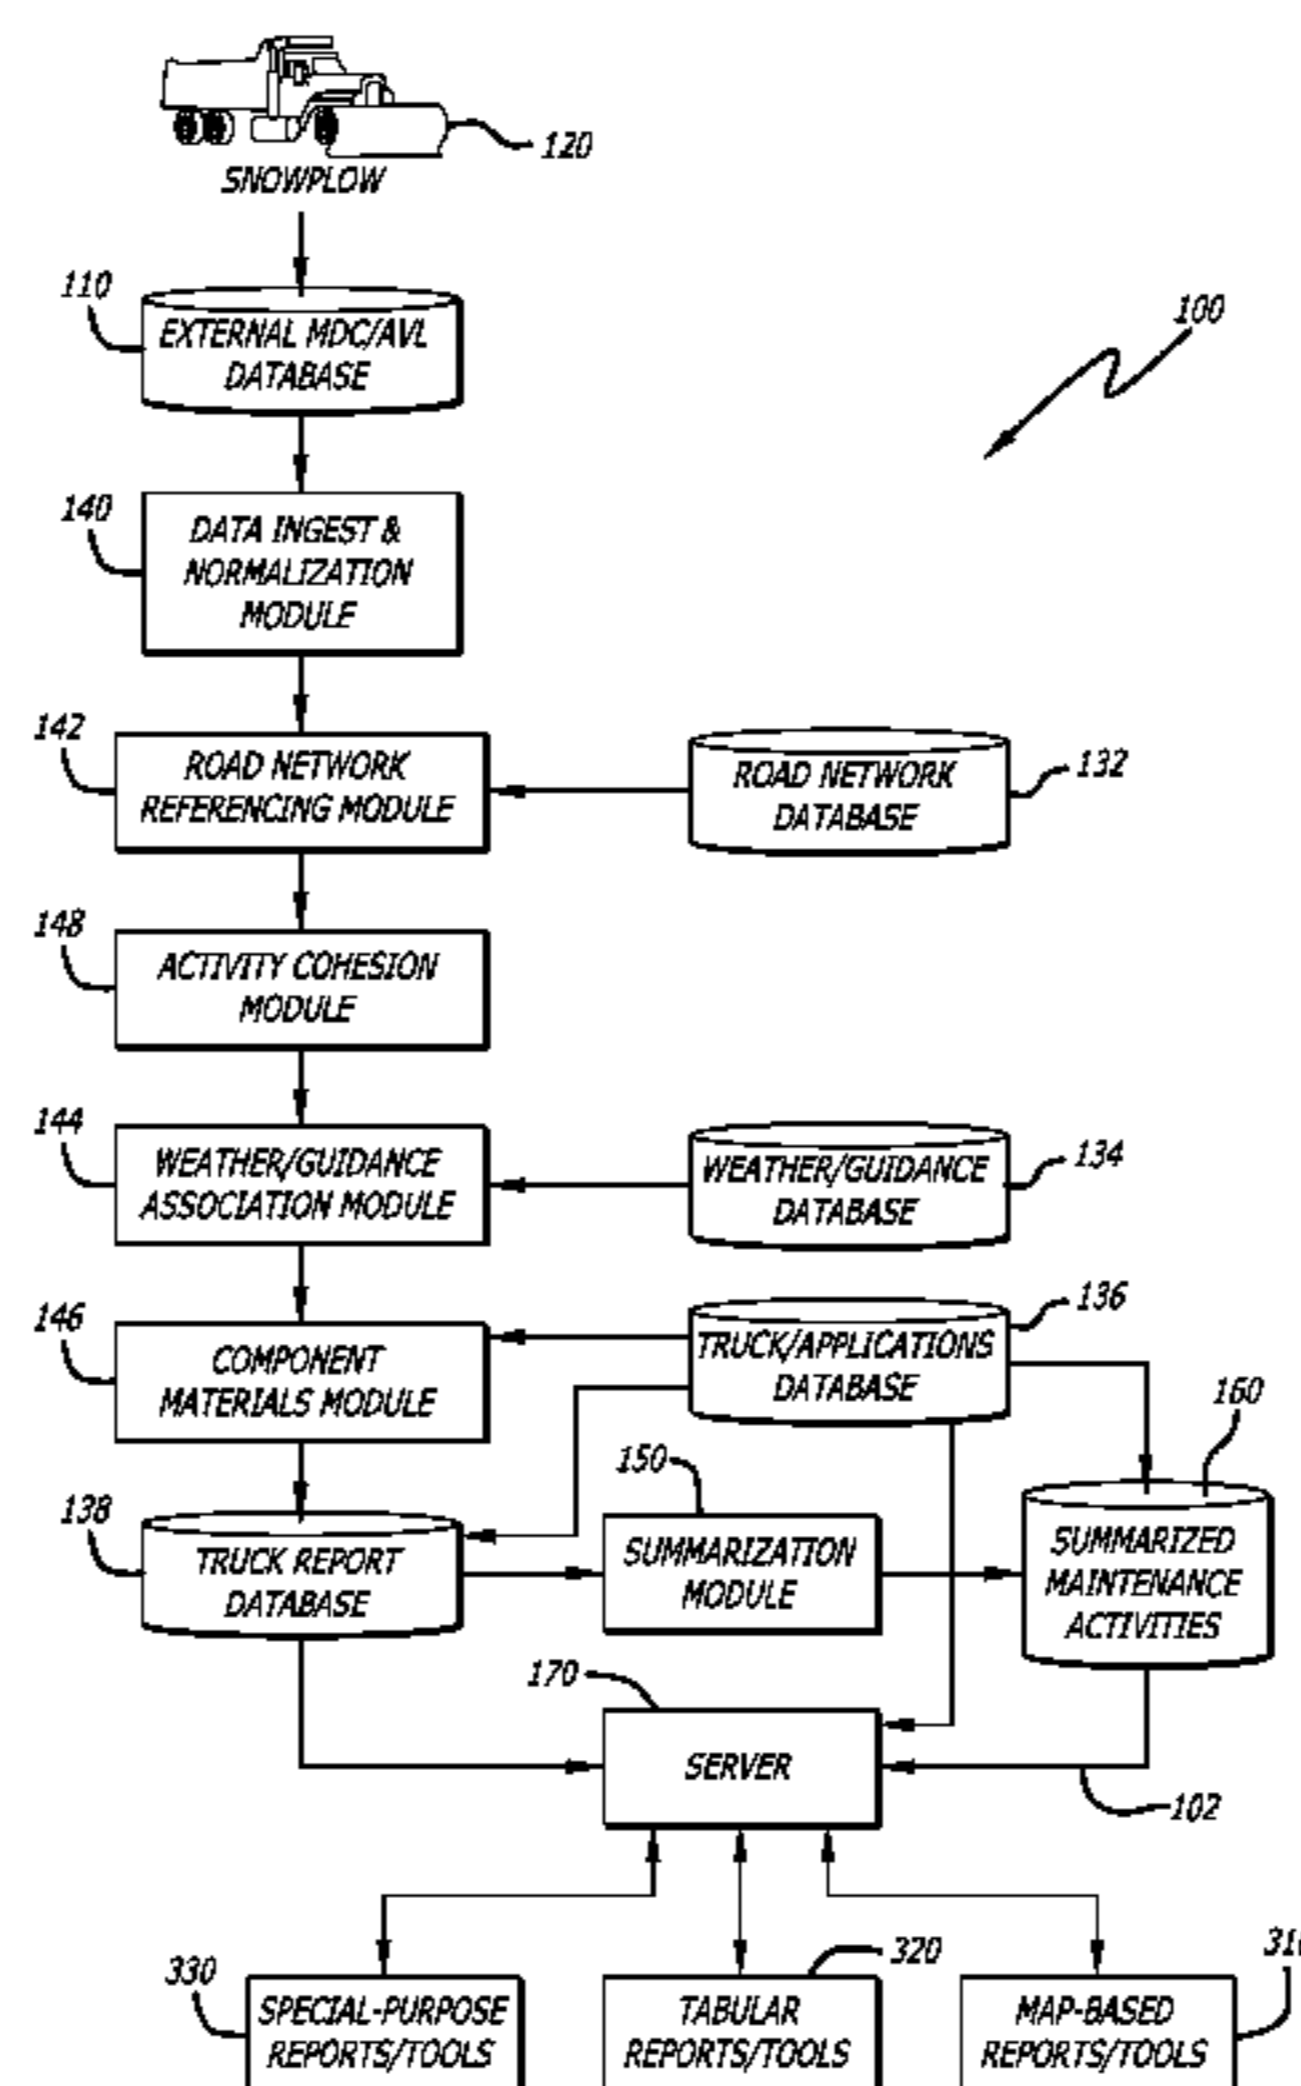 120
SNOWPLOW
110
EXTERNAL MDC/AVL
DATABASE
100
140
DATA INGEST &
NORMALIZATION
MODULE
142
ROAD NETWORK
REFERENCING MODULE
ROAD NETWORK
DATABASE
132
148
ACTIVITY COHESION
MODULE
144
WEATHER/GUIDANCE
ASSOCIATION MODULE
WEATHER/GUIDANCE
DATABASE
134
146
COMPONENT
MATERIALS MODULE
TRUCK/APPLICATIONS
DATABASE
136
160
138
TRUCK REPORT
DATABASE
150
SUMMARIZATION
MODULE
SUMMARIZED
MAINTENANCE
ACTIVITIES
170
SERVER
102
330
SPECIAL-PURPOSE
REPORTS/TOOLS
320
TABULAR
REPORTS/TOOLS
MAP-BASED
REPORTS/TOOLS